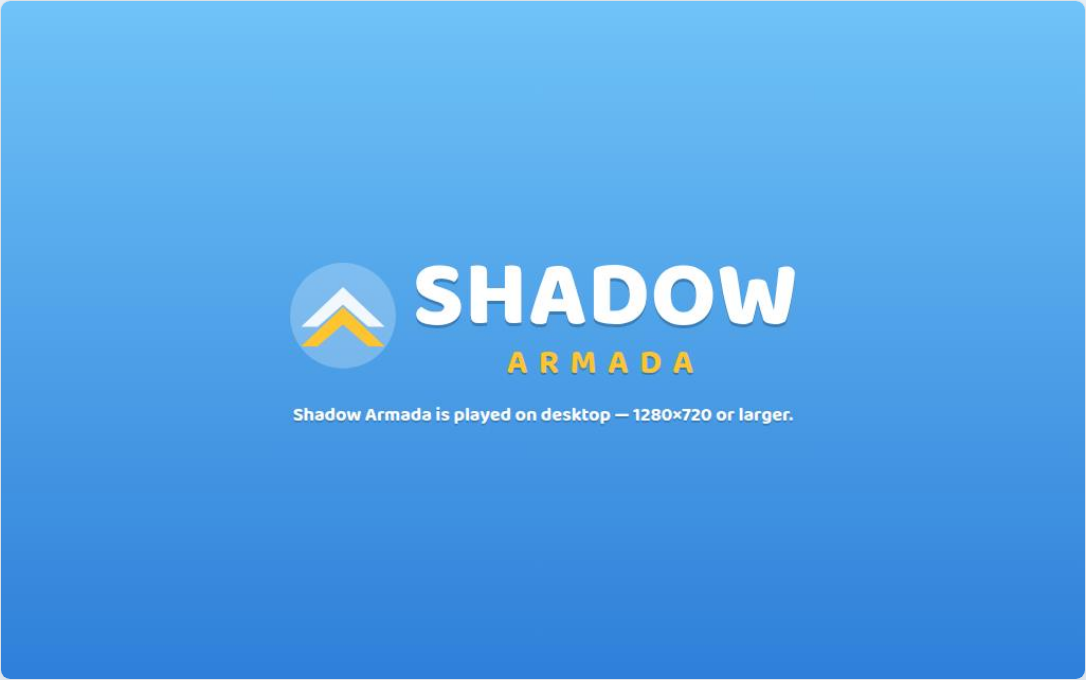 SHADOW
ARMADA
Shadow Armada is played on desktop — 1280×720 or larger.